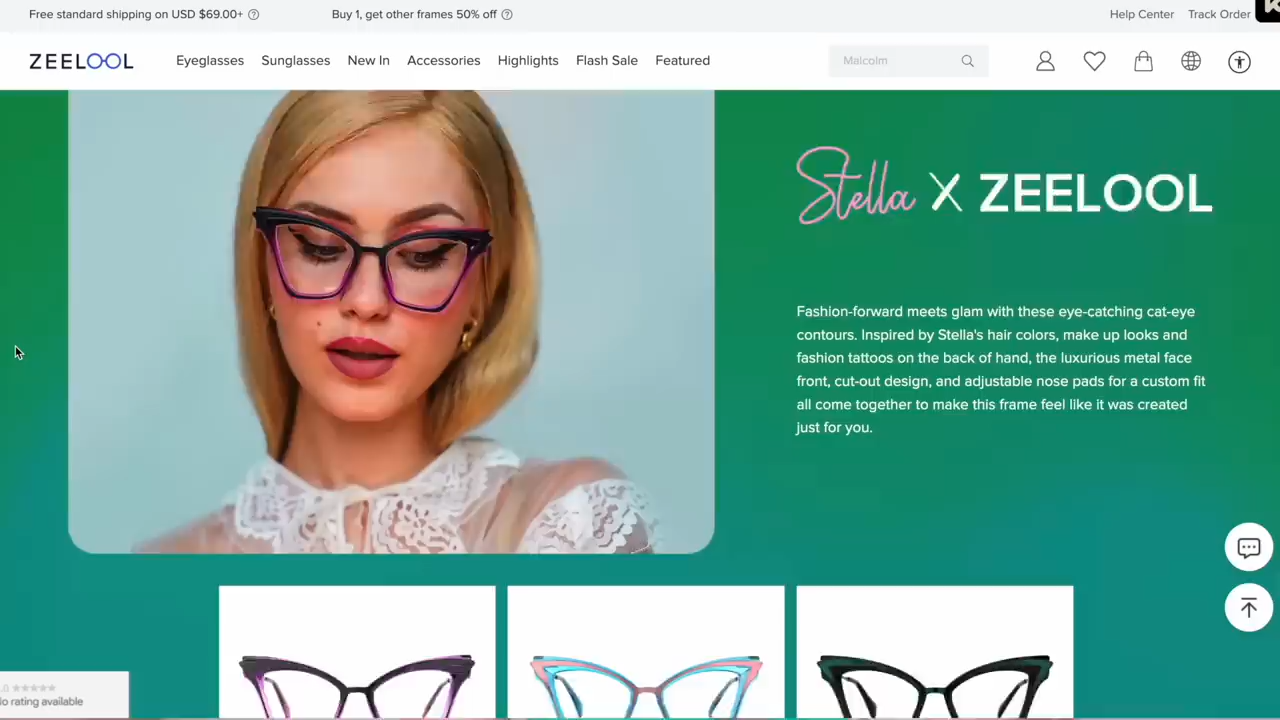 Free standard shipping on USD $69.00+
Buy 1, get other frames 50% off
Help Center
Track Order
ZEELOOL
Eyeglasses
Sunglasses
New In
Accessories
Highlights
Flash Sale
Featured
Malcolm
Stella X ZEELOOL
Fashion-forward meets glam with these eye-catching cat-eye
contours. Inspired by Stella's hair colors, make up looks and
fashion tattoos on the back of hand, the luxurious metal face
front, cut-out design, and adjustable nose pads for a custom fit
all come together to make this frame feel like it was created
just for you.
rating available